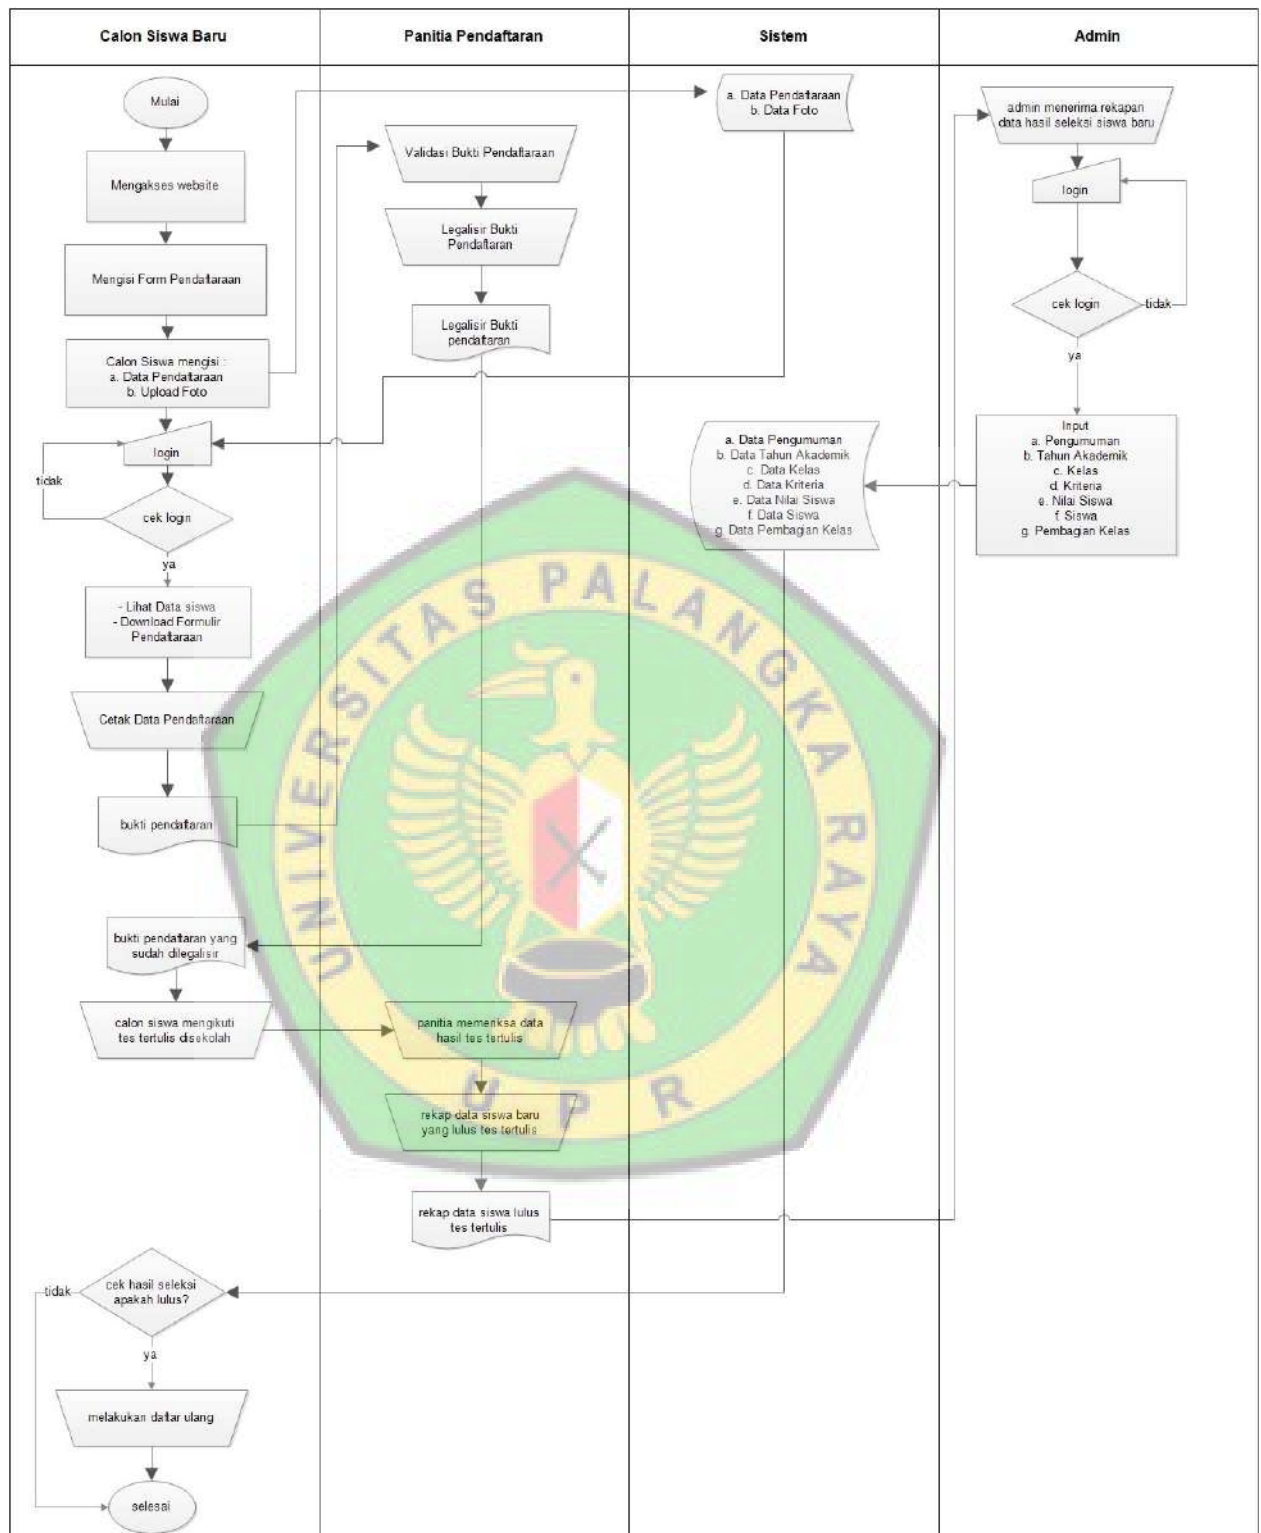 Calon Siswa Baru
Panitia Pendaftaran
Sistem
Admin
Mulai
Mengakses website
Mengisi Form Pendaftaraan
Calon Siswa mengisi :
a. Data Pendaftaraan
b. Upload Foto
login
tidak
cek login
ya
- Lihat Data siswa
- Download Formulir
Pendaftaraan
Cetak Data Pendaftaraan
bukti pendaftaran
bukti pendaftaran yang
sudah dilegalisir
calon siswa mengikuti
tes tertulis disekolah
cek hasil seleksi
apakah lulus?
tidak
ya
melakukan daftar ulang
selesai
Validasi Bukti Pendaftaraan
Legalisir Bukti
Pendaftaran
Legalisir Bukti
pendaftaran
panitia memeriksa data
hasil tes tertulis
rekap data siswa baru
yang lulus tes tertulis
rekap data siswa lulus
tes tertulis
a. Data Pendaftaraan
b. Data Foto
a. Data Pengumuman
b. Data Tahun Akademik
c. Data Kelas
d. Data Kriteria
e. Data Nilai Siswa
f. Data Siswa
g. Data Pembagian Kelas
admin menerima rekapan
data hasil seleksi siswa baru
login
cek login
tidak
ya
Input
a. Pengumuman
b. Tahun Akademik
c. Kelas
d. Kriteria
e. Nilai Siswa
f. Siswa
g. Pembagian Kelas
UNIVERSITAS PALANGKA RAYA
UPR